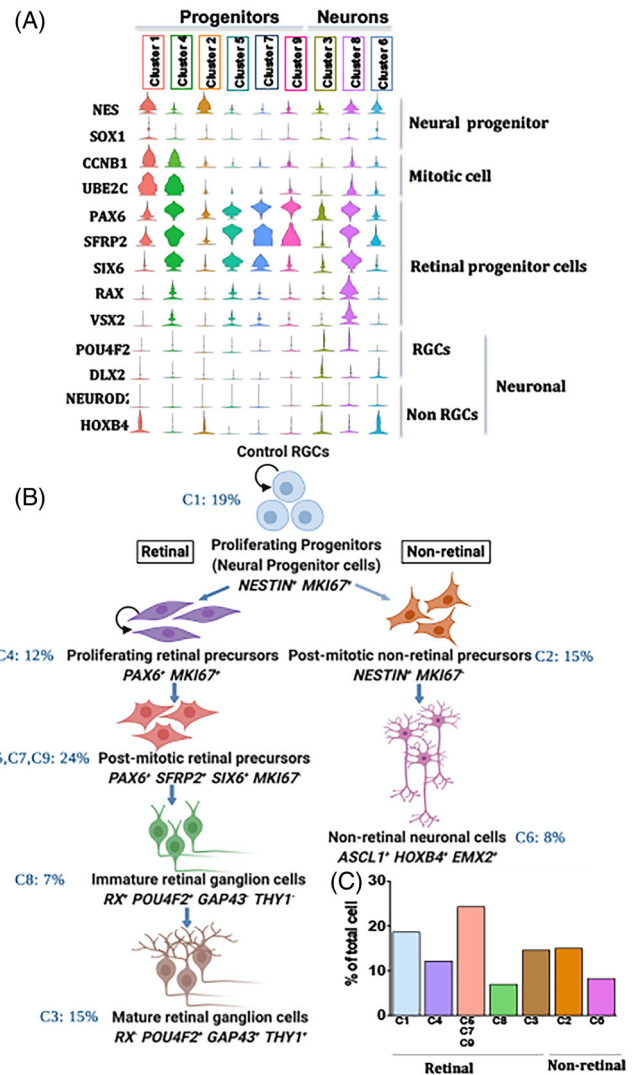 (A)
Progenitors Neurons
Cluster 1 Cluster 4 Cluster 2 Cluster 5 Cluster 7 Cluster 9 Cluster 3 Cluster 8 Cluster 6
NES
SOX1
Neural progenitor
CCNB1
UBE2C
Mitotic cell
PAX6
SFRP2
SIX6
RAX
VSX2
Retinal progenitor cells
POU4F2
DLX2
RGCs
NEUROD2
HOXB4
Non RGCs
Neuronal
(B)
Control RGCs
C1: 19%
Retinal
Proliferating Progenitors
(Neural Progenitor cells)
NESTIN⁺ MKI67⁺
Non-retinal
C4: 12% Proliferating retinal precursors
PAX6⁺ MKI67⁺
Post-mitotic non-retinal precursors C2: 15%
NESTIN⁺ MKI67⁻
5,C7,C9: 24% Post-mitotic retinal precursors
PAX6⁺ SFRP2⁺ SIX6⁺ MKI67⁻
Non-retinal neuronal cells C6: 8%
ASCL1⁺ HOXB4⁺ EMX2⁺
C8: 7% Immature retinal ganglion cells
RX⁺ POU4F2⁺ GAP43⁻ THY1⁻
C3: 15% Mature retinal ganglion cells
RX⁻ POU4F2⁺ GAP43⁺ THY1⁺
(C)
% of total cell
30
20
10
0
C1 C4 C5 C8 C3 C2 C6
C7
C9
Retinal Non-retinal